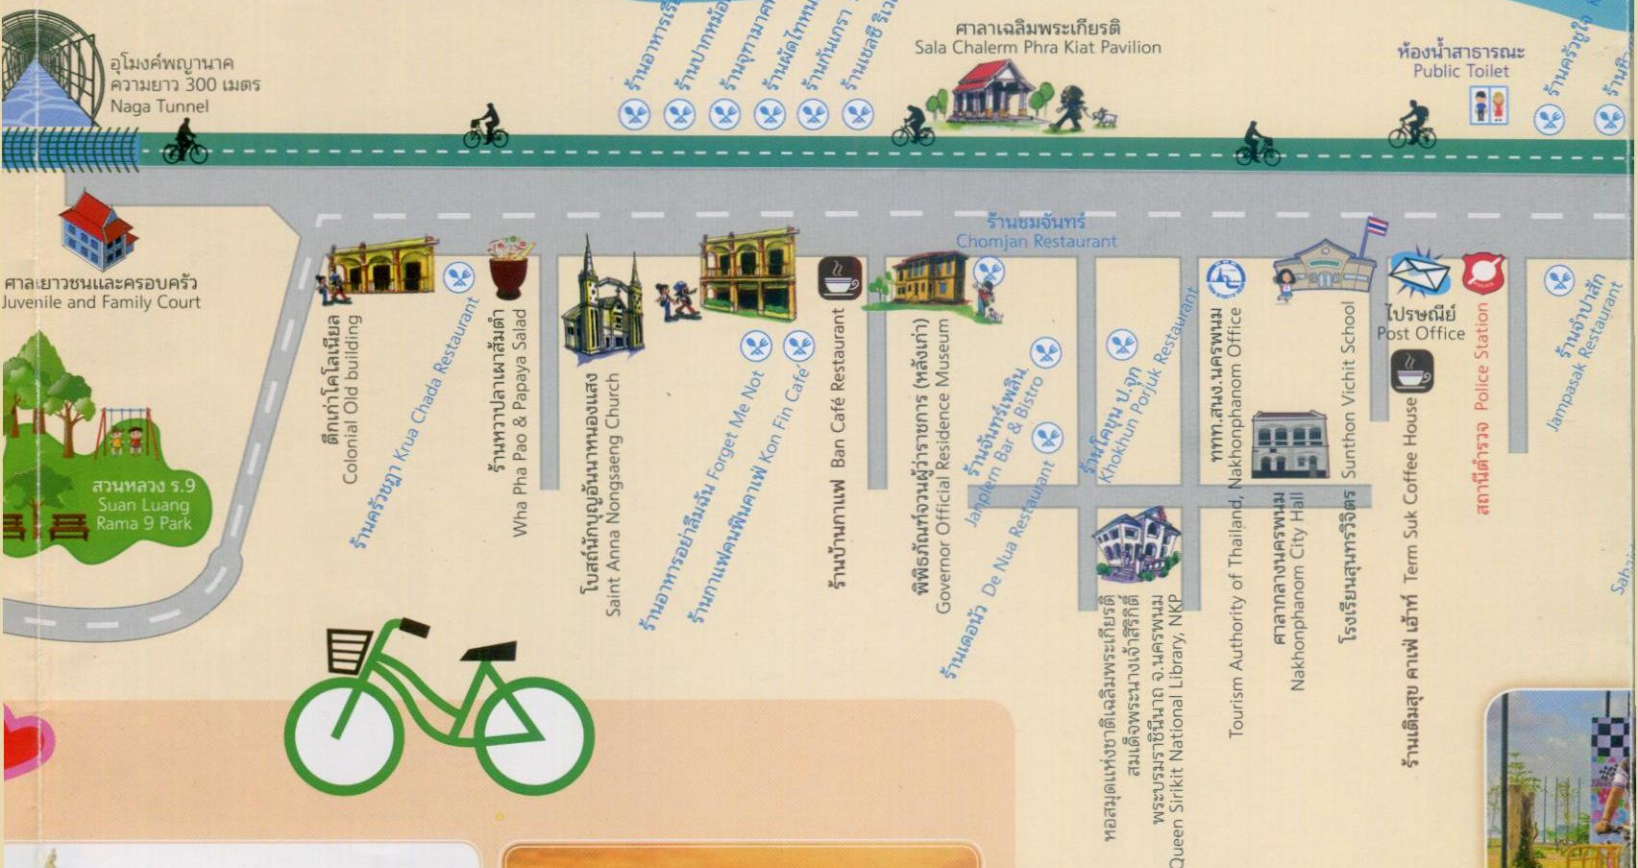 อุโมงค์พญานาค
ความยาว 300 เมตร
Naga Tunnel
ศาลาเฉลิมพระเกียรติ
Sala Chalerm Phra Kiat Pavilion
ห้องน้ำสาธารณะ
Public Toilet
ร้านชมจันทร์
Chomjan Restaurant
ศาลเยาวชนและครอบครัว
Juvenile and Family Court
สวนหลวง ร.9
Suan Luang
Rama 9 Park
ตึกเก่าโคโลเนียล
Colonial Old building
ร้านครัวชฎา Krua Chada Restaurant
ร้านหวาปลาเผาส้มตำ
Wha Pha Pao & Papaya Salad
โบสถ์นักบุญอันนาหนองแสง
Saint Anna Nongsaeng Church
ร้านอาหารอย่าลืมฉัน Forget Me Not
ร้านกาแฟคนฟินคาเฟ่ Kon Fin Cafe'
ร้านบ้านกาแฟ Ban Café Restaurant
พิพิธภัณฑ์จวนผู้ว่าราชการ (หลังเก่า)
Governor Official Residence Museum
ร้านจันทร์เพลิน
Janplern Bar & Bistro
ร้านเดอนัว De Nua Restaurant
ร้านโคขุน ป.จุก
Khokhun Porjuk Restaurant
หอสมุดแห่งชาติเฉลิมพระเกียรติ
สมเด็จพระนางเจ้าสิริกิติ์
พระบรมราชินีนาถ จ.นครพนม
Queen Sirikit National Library, NKP
ททท.สนง.นครพนม
Tourism Authority of Thailand, Nakhonphanom Office
ศาลากลางนครพนม
Nakhonphanom City Hall
โรงเรียนสุนทรวิจิตร Sunthon Vichit School
ไปรษณีย์
Post Office
ร้านเติมสุข คาเฟ่ เฮ้าท์ Term Suk Coffee House
สถานีตำรวจ Police Station
ร้านจำปาสัก
Jampasak Restaurant
ร้านครัวชูใจ